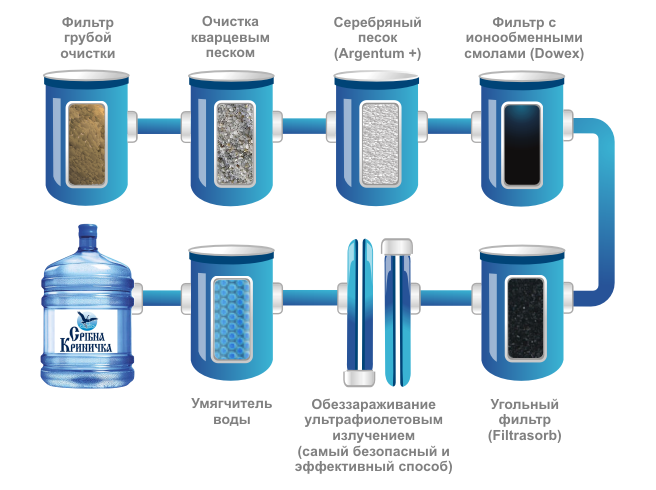 Фильтр
грубой
очистки
Очистка
кварцевым
песком
Серебряный
песок
(Argentum +)
Фильтр с
ионообменными
смолами (Dowex)
Срібна
Криничка
Умягчитель
воды
Обеззараживание
ультрафиолетовым
излучением
(самый безопасный и
эффективный способ)
Угольный
фильтр
(Filtrasorb)